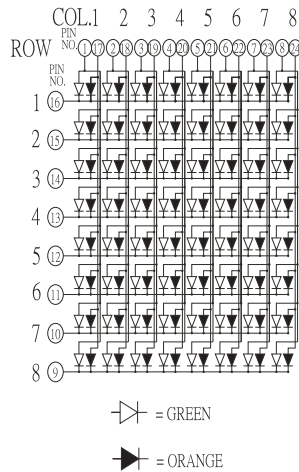 COL.1 2 3 4 5 6 7 8
ROW PIN NO. 1 17 2 18 3 19 4 20 5 21 6 22 7 23 8 24
PIN NO.
1 16
2 15
3 14
4 13
5 12
6 11
7 10
8 9
= GREEN
= ORANGE